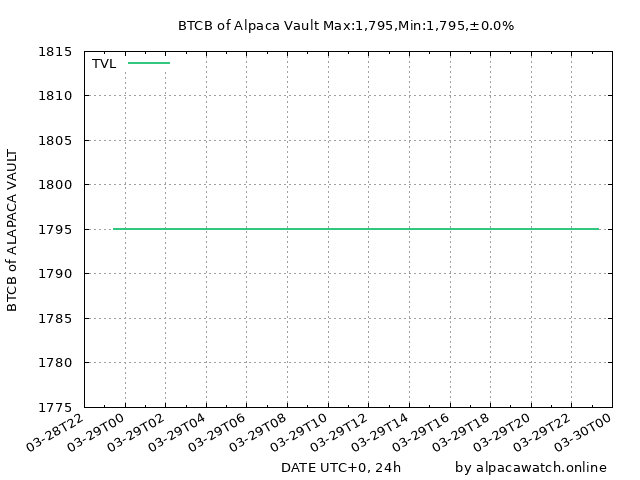 BTCB of Alpaca Vault Max:1,795,Min:1,795,±0.0%
TVL
BTCB of ALAPACA VAULT
1815
1810
1805
1800
1795
1790
1785
1780
1775
03-28T22
03-29T00
03-29T02
03-29T04
03-29T06
03-29T08
03-29T10
03-29T12
03-29T14
03-29T16
03-29T18
03-29T20
03-29T22
03-30T00
DATE UTC+0, 24h
by alpacawatch.online